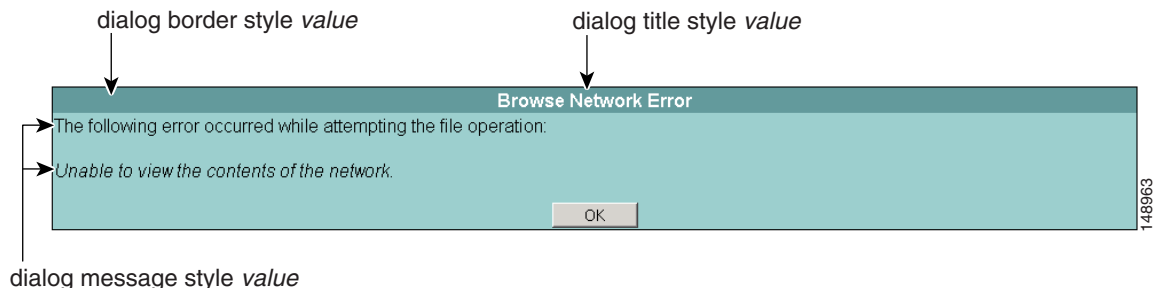 dialog border style value
dialog title style value
Browse Network Error
The following error occurred while attempting the file operation:
Unable to view the contents of the network.
OK
148963
dialog message style value